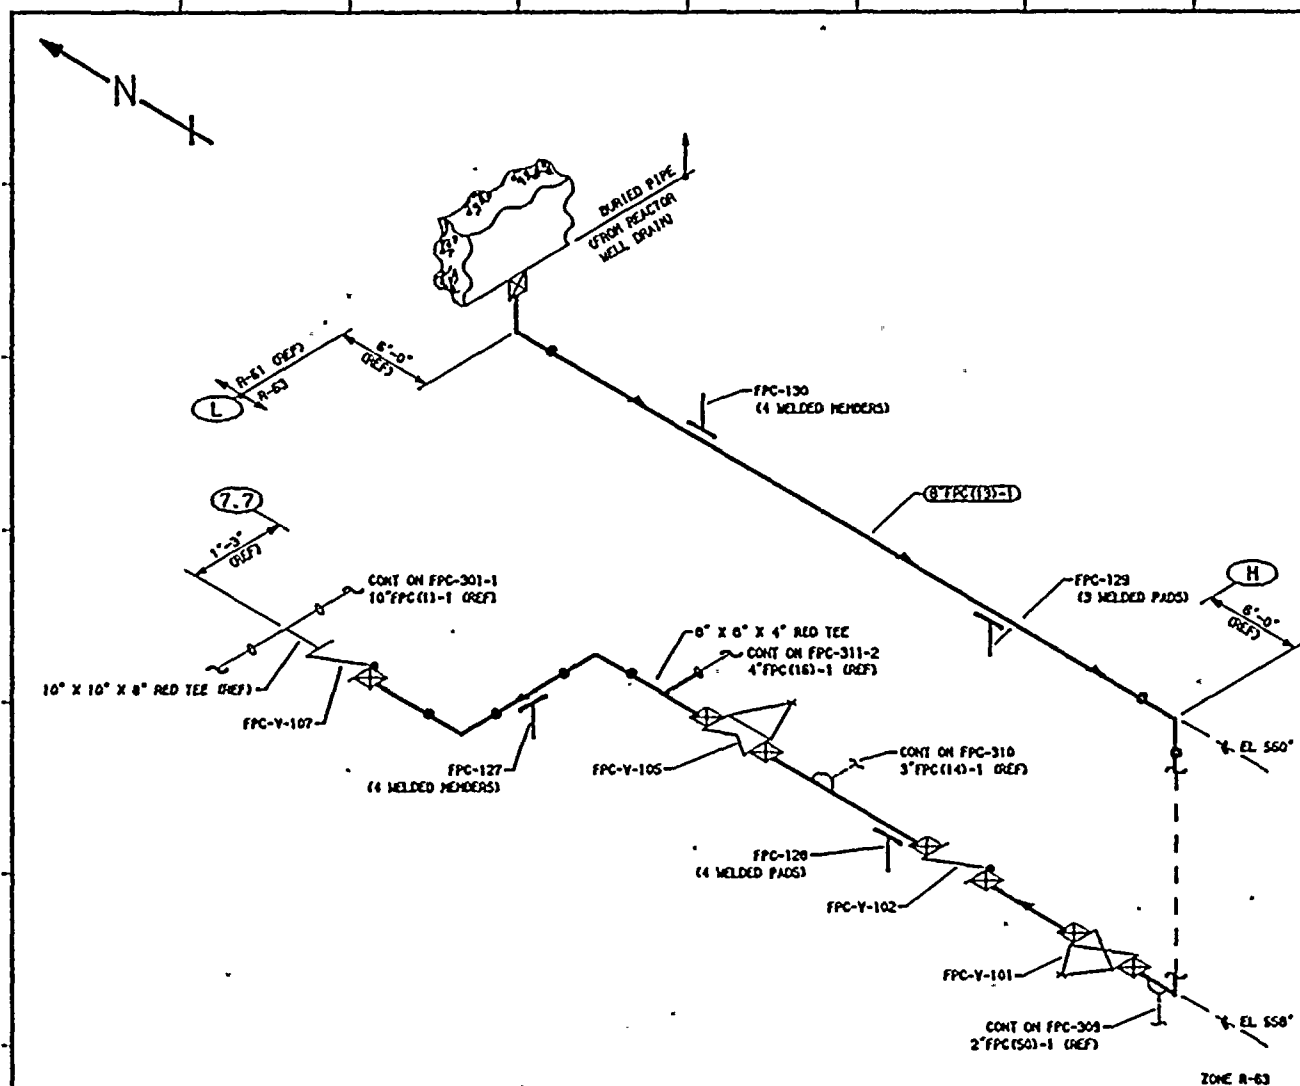 N
BURIED PIPE
(FROM REACTOR
WELL DRAIN)
R-61 (REF)
R-63
6'-0"
(REF)
L
FPC-130
(4 WELDED MEMBERS)
8"FPC(13)-1
7.7
1'-3"
(REF)
CONT ON FPC-301-1
10"FPC(1)-1 (REF)
FPC-129
(3 WELDED PADS)
H
6'-0"
(REF)
8" X 8" X 4" RED TEE
CONT ON FPC-311-2
4"FPC(16)-1 (REF)
10" X 10" X 8" RED TEE (REF)
FPC-V-107
FPC-127
(4 WELDED MEMBERS)
FPC-V-105
CONT ON FPC-310
3"FPC(14)-1 (REF)
EL 560'
FPC-128
(4 WELDED PADS)
FPC-V-102
FPC-V-101
CONT ON FPC-309
2"FPC(50)-1 (REF)
EL 558'
ZONE R-63